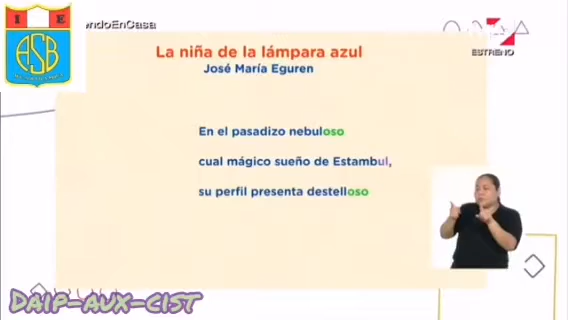 I E
ASB
ndoEnCasa
ESTRENO
La niña de la lámpara azul
José María Eguren
En el pasadizo nebuloso
cual mágico sueño de Estambul,
su perfil presenta destelloso
DAIP-AUX-CIST